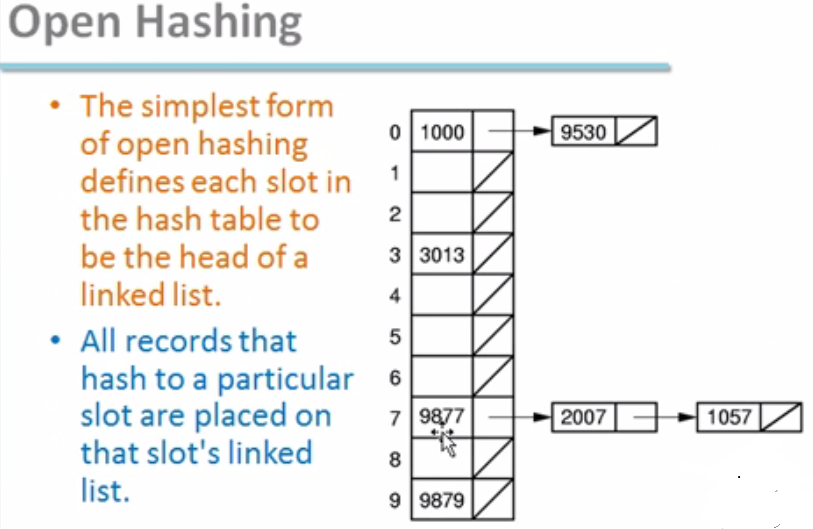 Open Hashing
• The simplest form
of open hashing
defines each slot in
the hash table to
be the head of a
linked list.
• All records that
hash to a particular
slot are placed on
that slot's linked
list.
0 1000 9530
1
2
3 3013
4
5
6
7 9877 2007 1057
8
9 9879